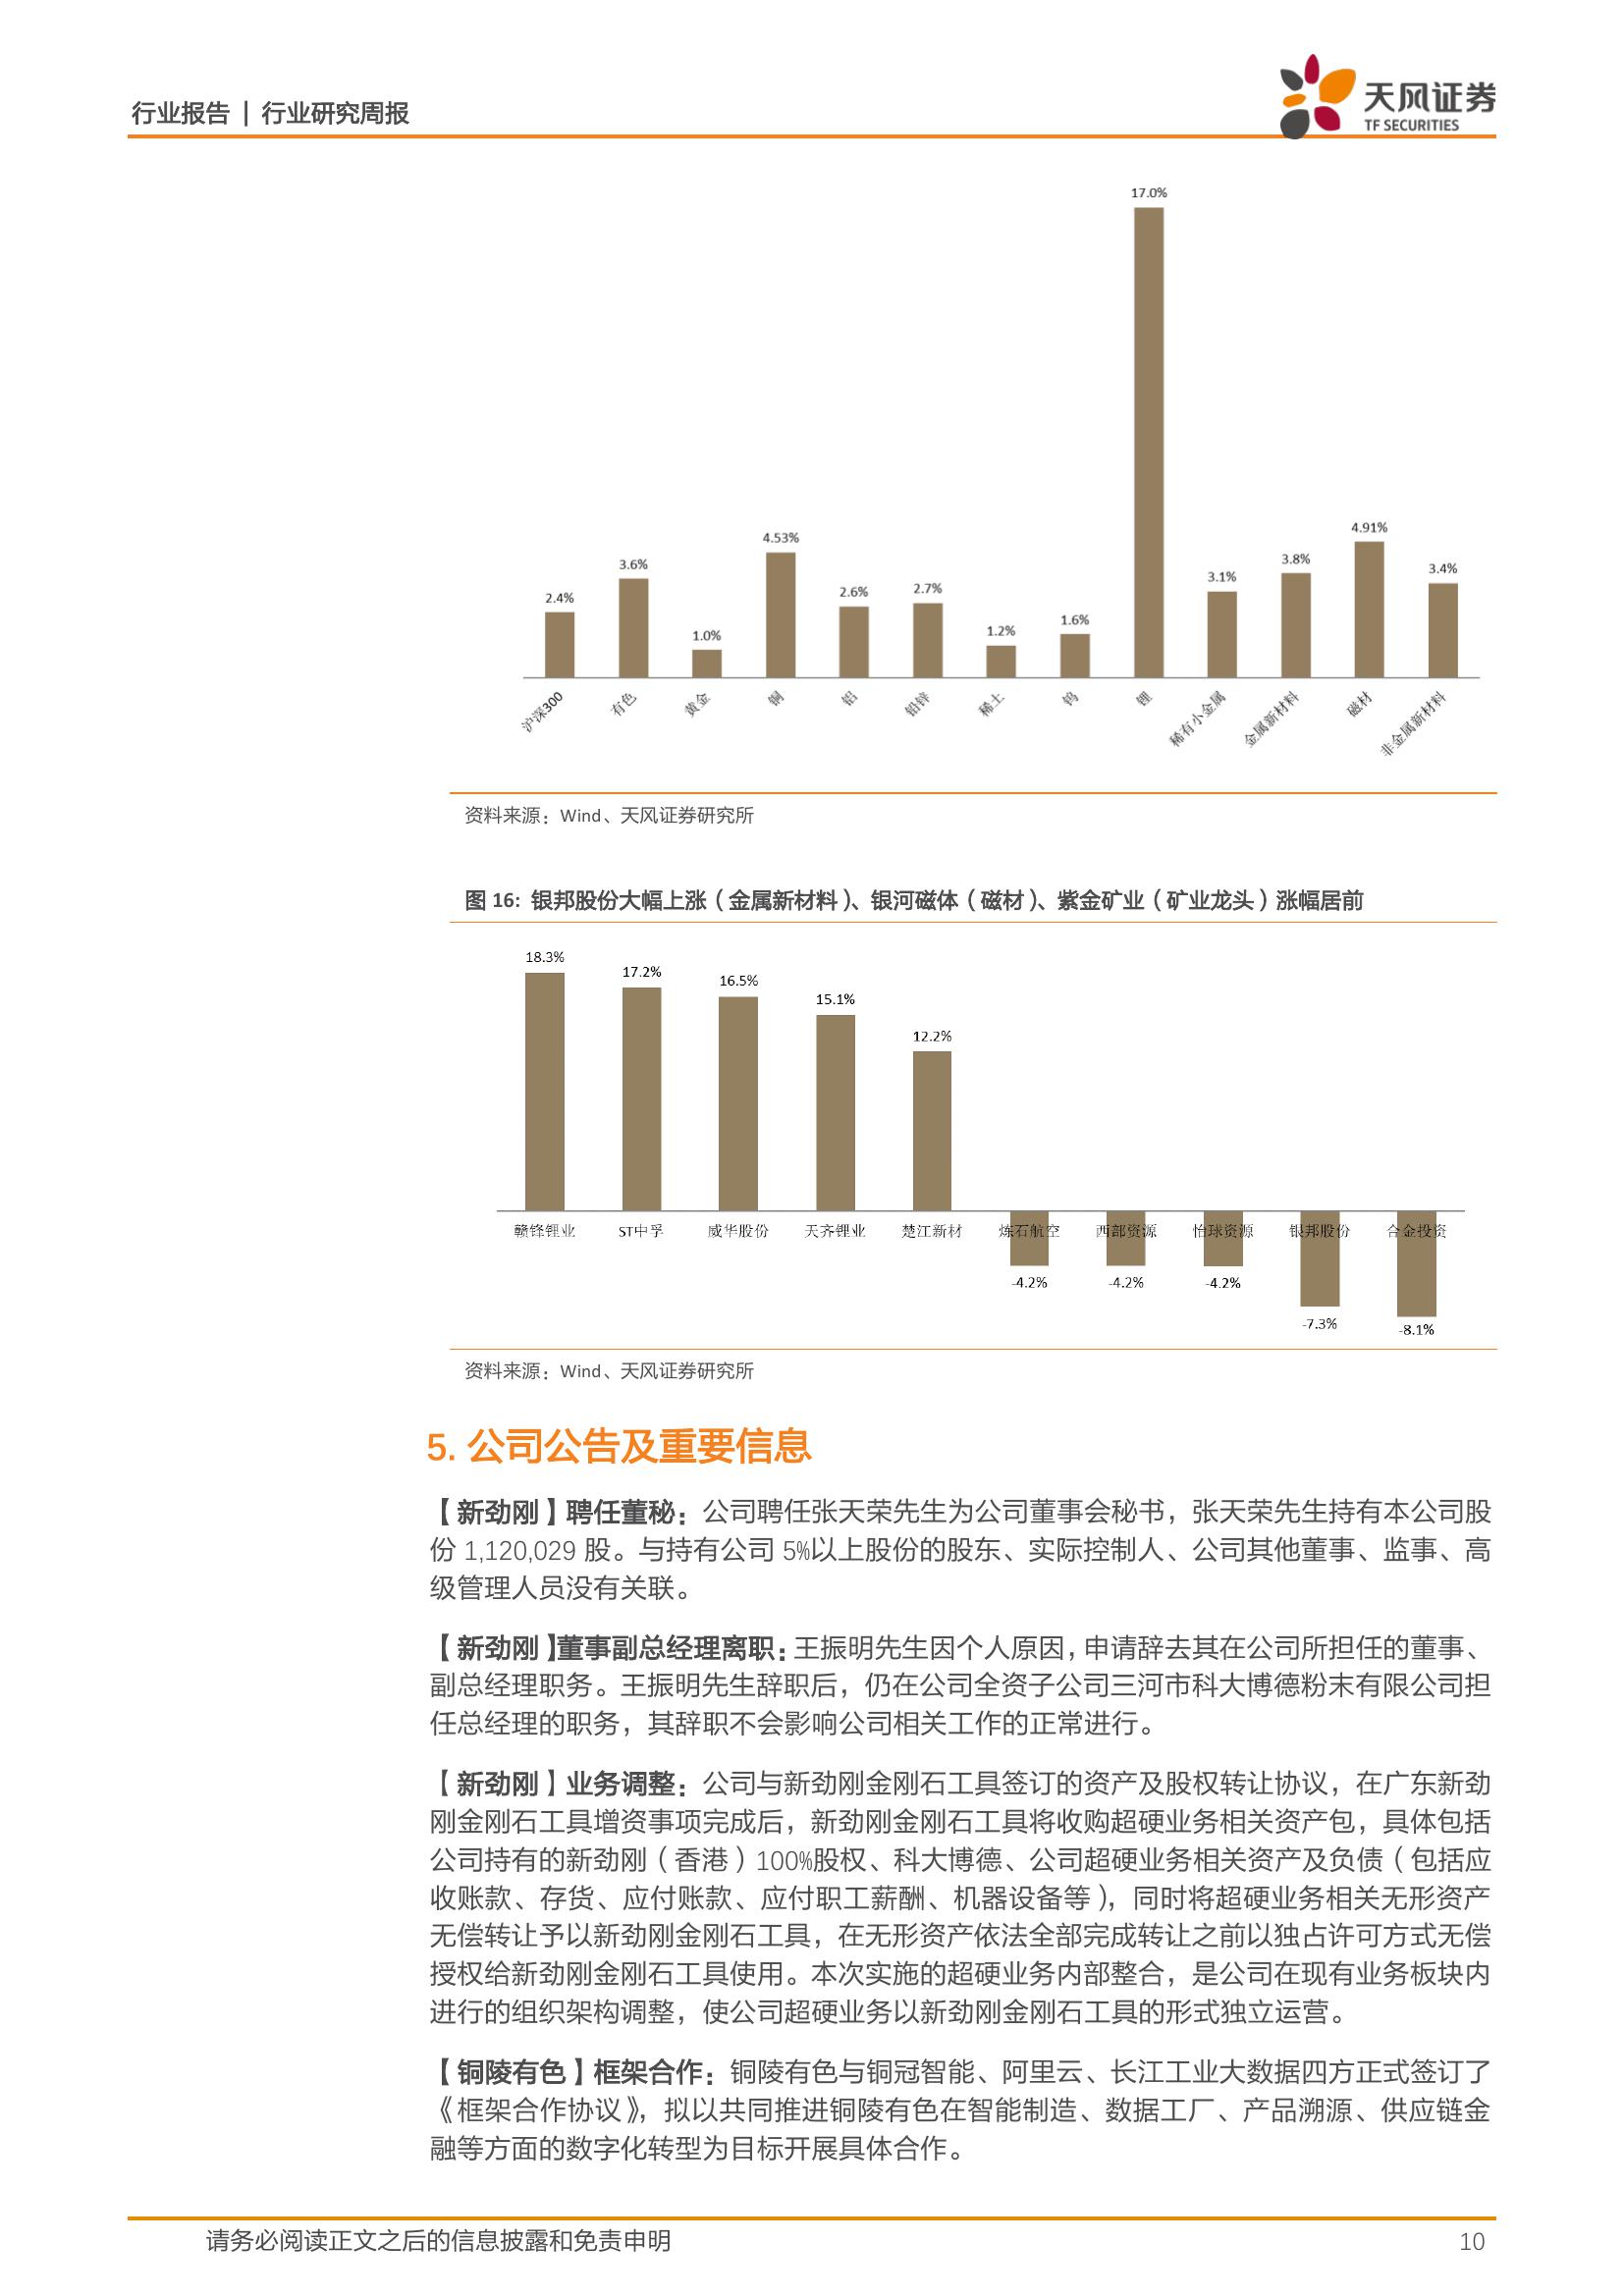 行业报告 | 行业研究周报
天风证券
TF SECURITIES
17.0%
4.91%
4.53%
3.8%
3.6%
3.4%
3.1%
2.7%
2.6%
2.4%
1.6%
1.2%
1.0%
沪深300 有色 黄金 铜 铝 铅锌 稀土 钨 锂 稀有小金属 金属新材料 磁材 非金属新材料
资料来源：Wind、天风证券研究所
图 16：银邦股份大幅上涨（金属新材料）、银河磁体（磁材）、紫金矿业（矿业龙头）涨幅居前
18.3%
17.2%
16.5%
15.1%
12.2%
赣锋锂业 ST中孚 威华股份 天齐锂业 楚江新材 炼石航空 西部资源 怡球资源 银邦股份 合金投资
-4.2% -4.2% -4.2%
-7.3%
-8.1%
资料来源：Wind、天风证券研究所
5. 公司公告及重要信息
【新劲刚】聘任董秘：公司聘任张天荣先生为公司董事会秘书，张天荣先生持有本公司股
份 1,120,029 股。与持有公司 5%以上股份的股东、实际控制人、公司其他董事、监事、高
级管理人员没有关联。
【新劲刚】董事副总经理离职：王振明先生因个人原因，申请辞去其在公司所担任的董事、
副总经理职务。王振明先生辞职后，仍在公司全资子公司三河市科大博德粉末有限公司担
任总经理的职务，其辞职不会影响公司相关工作的正常进行。
【新劲刚】业务调整：公司与新劲刚金刚石工具签订的资产及股权转让协议，在广东新劲
刚金刚石工具增资事项完成后，新劲刚金刚石工具将收购超硬业务相关资产包，具体包括
公司持有的新劲刚（香港）100%股权、科大博德、公司超硬业务相关资产及负债（包括应
收账款、存货、应付账款、应付职工薪酬、机器设备等），同时将超硬业务相关无形资产
无偿转让予以新劲刚金刚石工具，在无形资产依法全部完成转让之前以独占许可方式无偿
授权给新劲刚金刚石工具使用。本次实施的超硬业务内部整合，是公司在现有业务板块内
进行的组织架构调整，使公司超硬业务以新劲刚金刚石工具的形式独立运营。
【铜陵有色】框架合作：铜陵有色与铜冠智能、阿里云、长江工业大数据四方正式签订了
《框架合作协议》，拟以共同推进铜陵有色在智能制造、数据工厂、产品溯源、供应链金
融等方面的数字化转型为目标开展具体合作。
请务必阅读正文之后的信息披露和免责申明 10